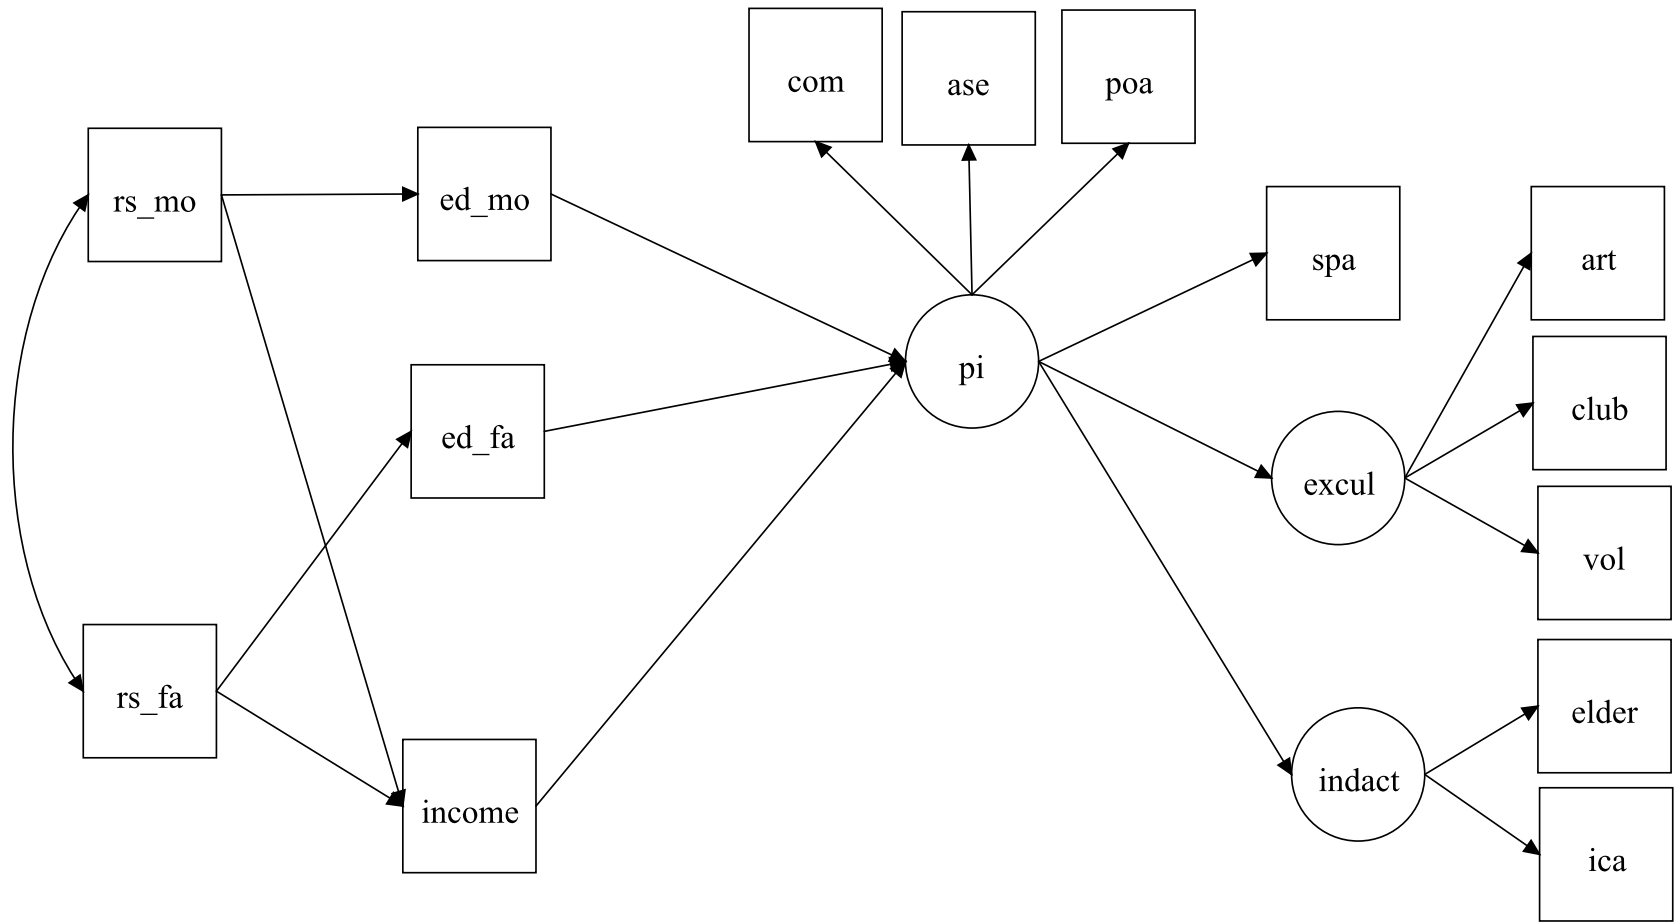 com
ase
poa
rs_mo
ed_mo
spa
art
pi
club
ed_fa
excul
vol
rs_fa
elder
indact
income
ica